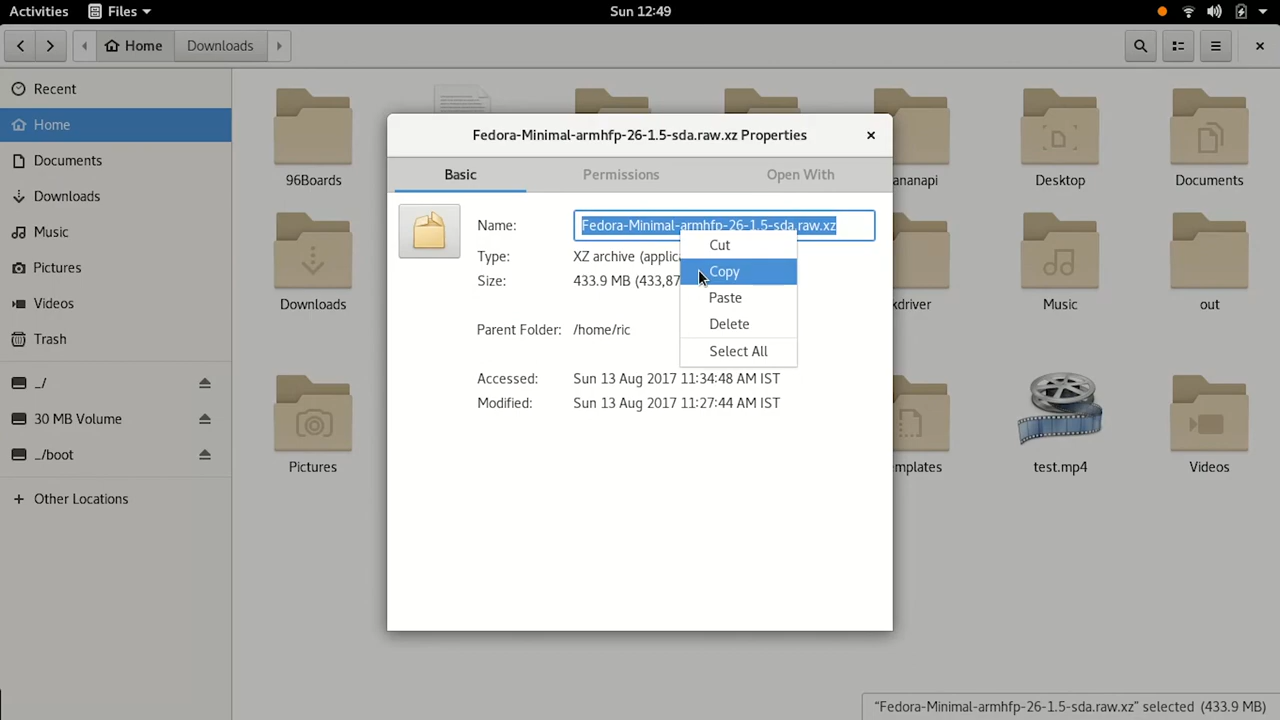 Activities Files Sun 12:49
Home Downloads
Recent
Home
Documents
Downloads
Music
Pictures
Videos
Trash
_/
30 MB Volume
_/boot
Other Locations
96Boards
ananapi
Desktop
Documents
Downloads
kdriver
Music
out
Pictures
mplates
test.mp4
Videos
Fedora-Minimal-armhfp-26-1.5-sda.raw.xz Properties
Basic Permissions Open With
Name: Fedora-Minimal-armhfp-26-1.5-sda.raw.xz
Type: XZ archive (applic
Size: 433.9 MB (433,87
Parent Folder: /home/ric
Accessed: Sun 13 Aug 2017 11:34:48 AM IST
Modified: Sun 13 Aug 2017 11:27:44 AM IST
Cut
Copy
Paste
Delete
Select All
"Fedora-Minimal-armhfp-26-1.5-sda.raw.xz" selected (433.9 MB)